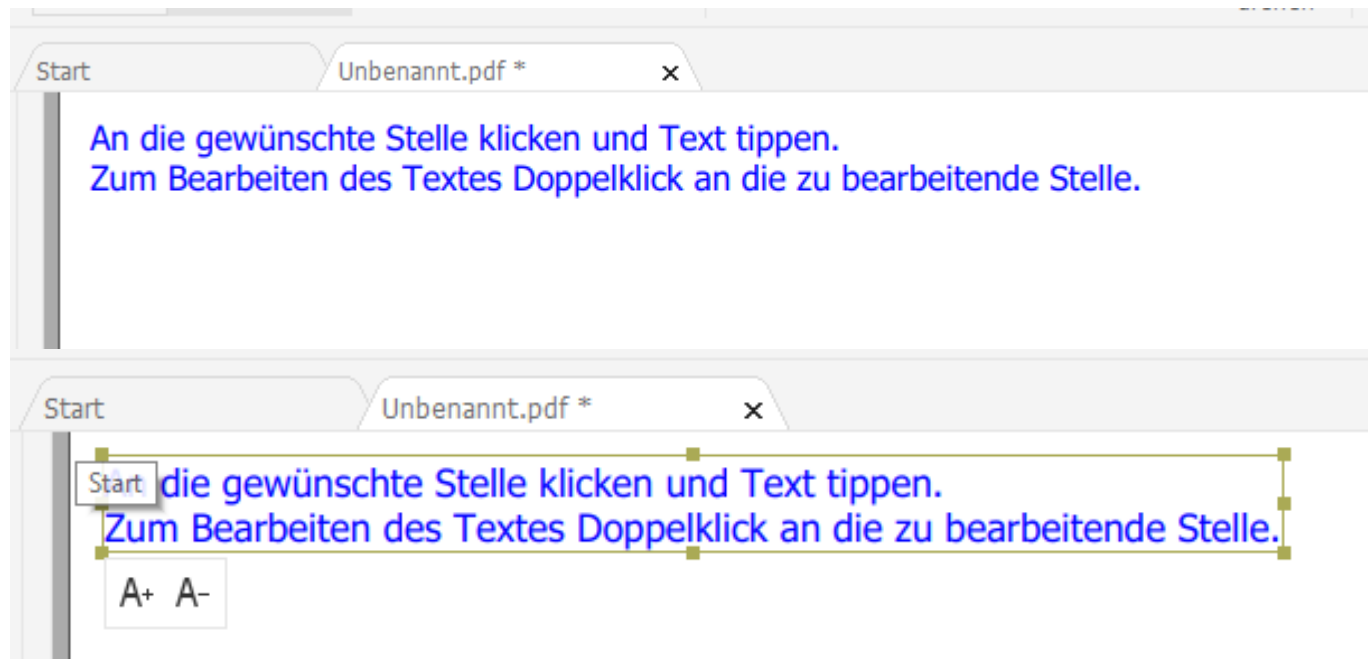 Start Unbenannt.pdf * ×
An die gewünschte Stelle klicken und Text tippen.
Zum Bearbeiten des Textes Doppelklick an die zu bearbeitende Stelle.
Start Unbenannt.pdf * ×
Start die gewünschte Stelle klicken und Text tippen.
Zum Bearbeiten des Textes Doppelklick an die zu bearbeitende Stelle.
A+ A-